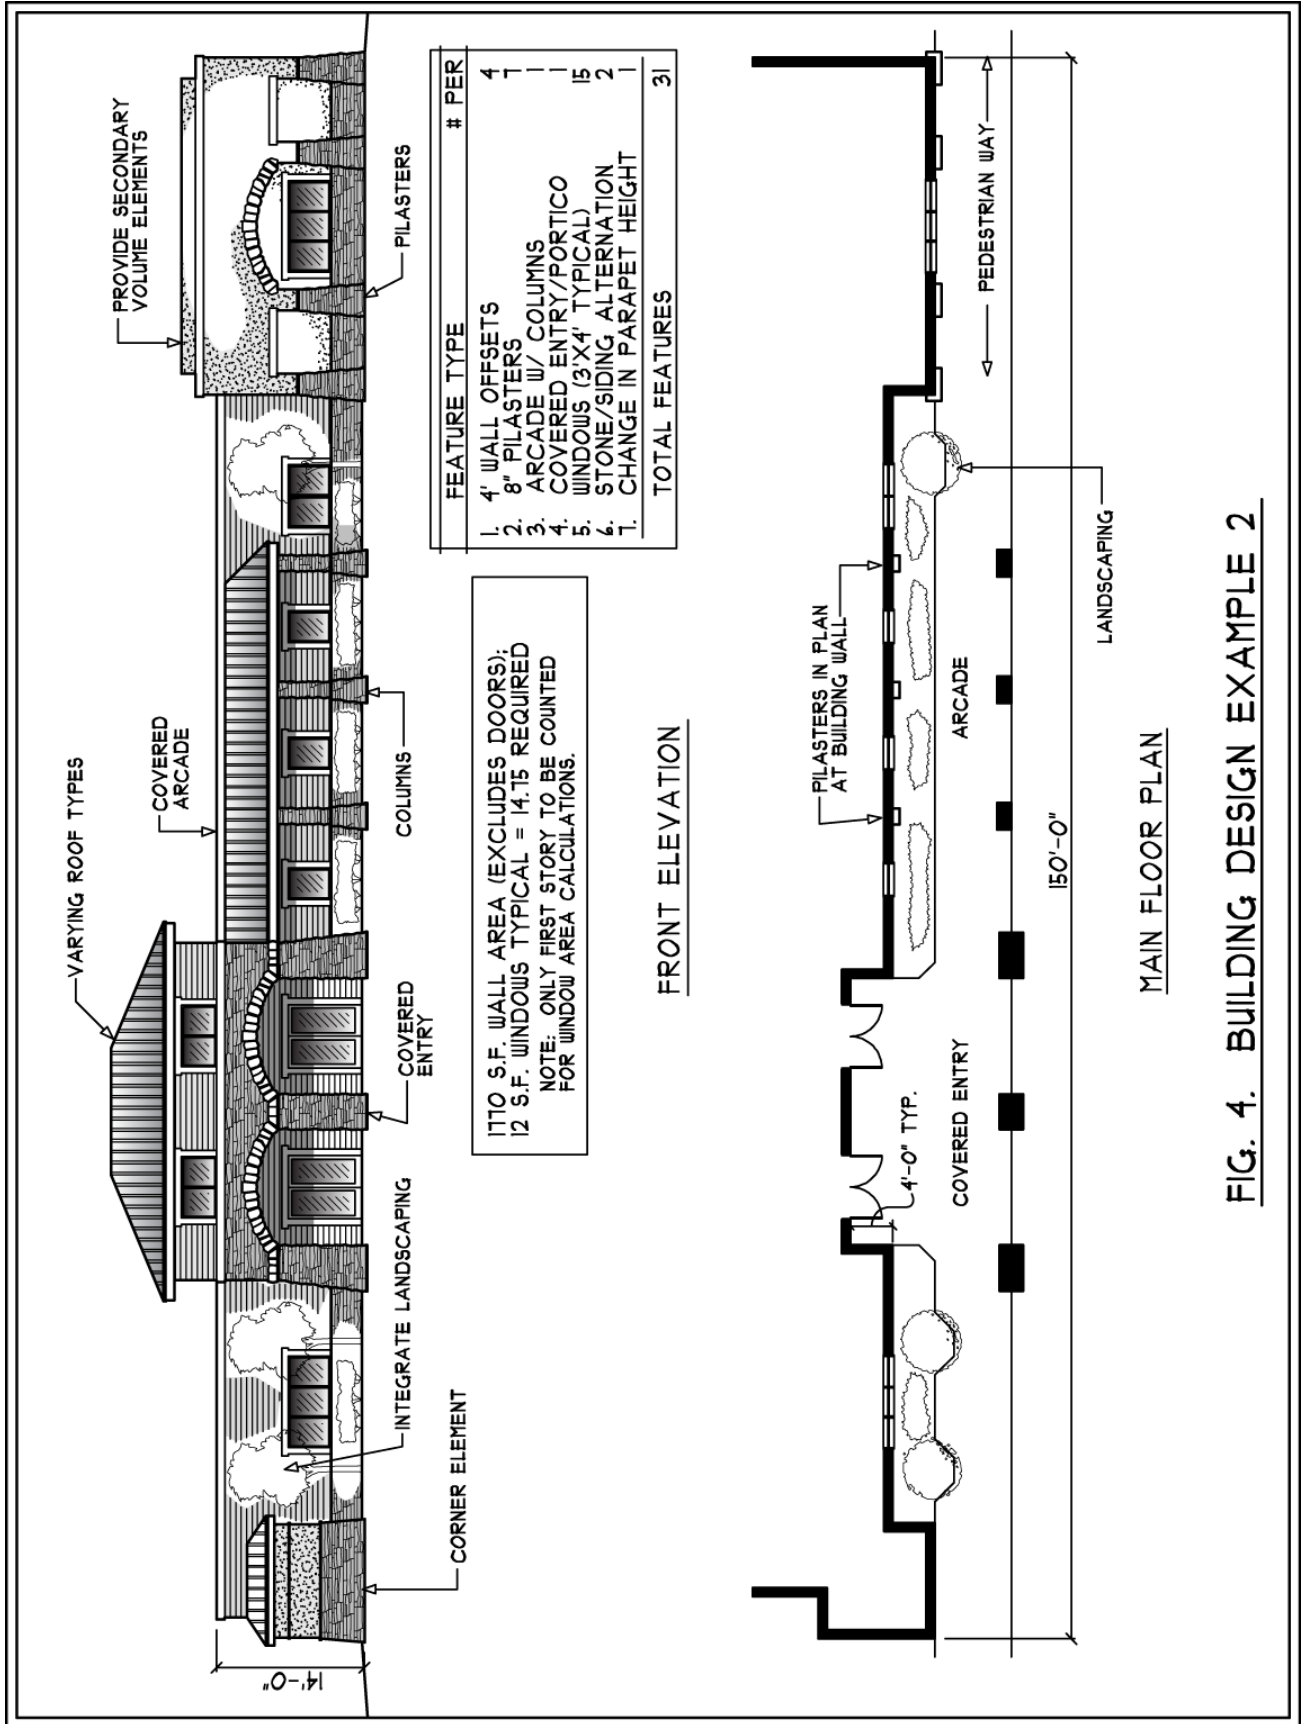 VARYING ROOF TYPES
PROVIDE SECONDARY
VOLUME ELEMENTS
COVERED
ARCADE
14'-0"
CORNER ELEMENT
INTEGRATE LANDSCAPING
COVERED
ENTRY
COLUMNS
PILASTERS
1770 S.F. WALL AREA (EXCLUDES DOORS);
12 S.F. WINDOWS TYPICAL = 14.75 REQUIRED
NOTE: ONLY FIRST STORY TO BE COUNTED
FOR WINDOW AREA CALCULATIONS.
FEATURE TYPE # PER
1. 4' WALL OFFSETS 4
2. 8" PILASTERS 7
3. ARCADE W/ COLUMNS 1
4. COVERED ENTRY/PORTICO 1
5. WINDOWS (3'X4' TYPICAL) 15
6. STONE/SIDING ALTERNATION 2
7. CHANGE IN PARAPET HEIGHT 1
TOTAL FEATURES 31
FRONT ELEVATION
PILASTERS IN PLAN
AT BUILDING WALL
4'-0" TYP.
COVERED ENTRY
ARCADE
PEDESTRIAN WAY
LANDSCAPING
150'-0"
MAIN FLOOR PLAN
FIG. 4. BUILDING DESIGN EXAMPLE 2